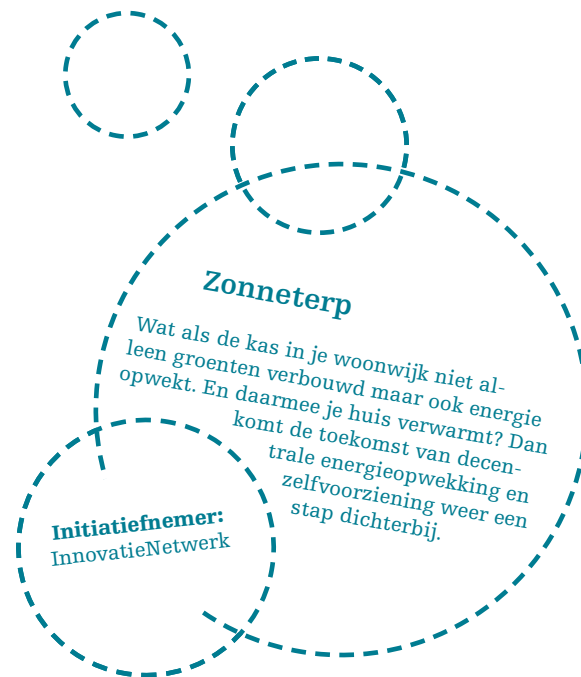 Zonneterp
Wat als de kas in je woonwijk niet al-
leen groenten verbouwd maar ook energie
opwekt. En daarmee je huis verwarmt? Dan
komt de toekomst van decen-
trale energieopwekking en
zelfvoorziening weer een
stap dichterbij.
Initiatiefnemer:
InnovatieNetwerk